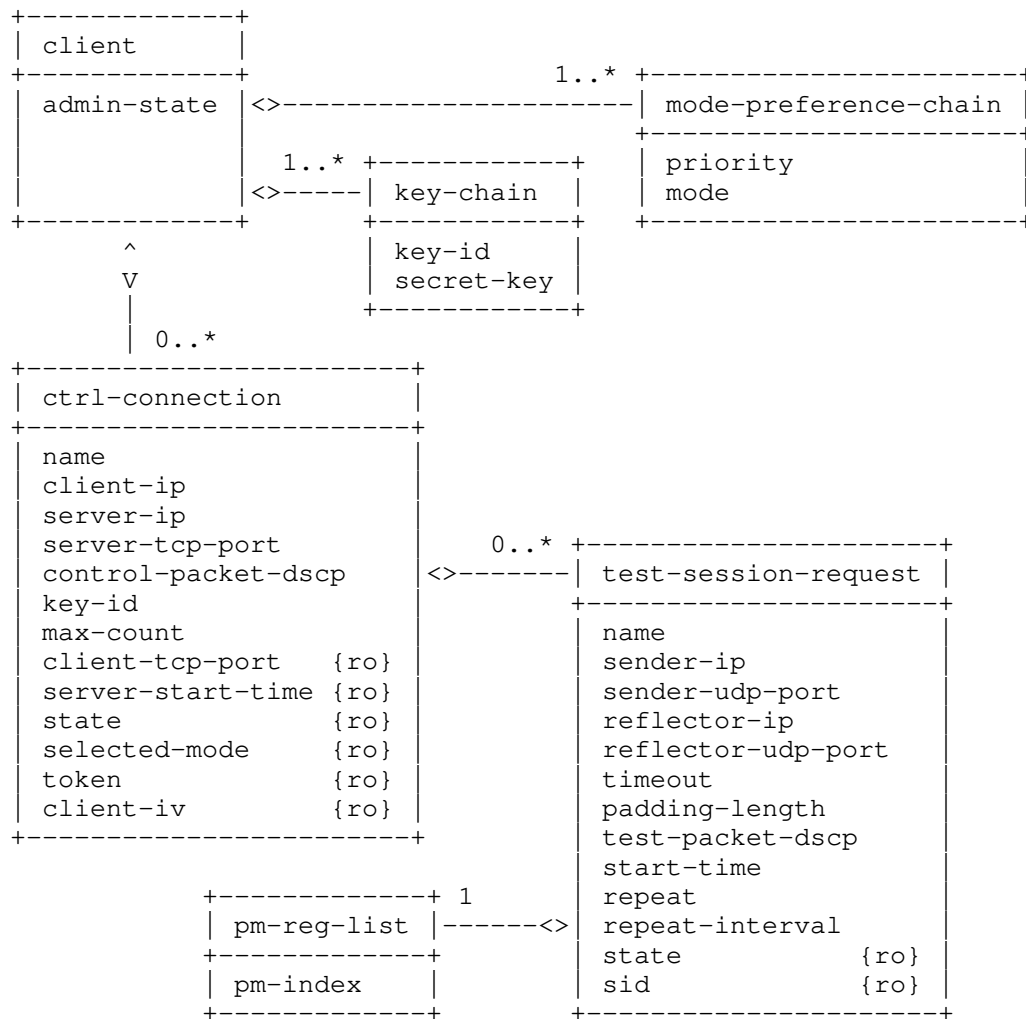 +-------------+
| client      |
+-------------+                    1..* +-----------------------+
| admin-state |<>----------------------| mode-preference-chain |
|             |                        +-----------------------+
|             |  1..* +------------+   | priority              |
|             |<>-----| key-chain  |   | mode                  |
+-------------+       +------------+   +-----------------------+
       ^              | key-id     |
       V              | secret-key |
       |              +------------+
       | 0..*
+------------------------+
| ctrl-connection        |
+------------------------+
| name                   |
| client-ip              |
| server-ip              |
| server-tcp-port        |    0..* +----------------------+
| control-packet-dscp    |<>-------| test-session-request |
| key-id                 |         +----------------------+
| max-count              |         | name                 |
| client-tcp-port   {ro} |         | sender-ip            |
| server-start-time {ro} |         | sender-udp-port      |
| state             {ro} |         | reflector-ip         |
| selected-mode     {ro} |         | reflector-udp-port   |
| token             {ro} |         | timeout              |
| client-iv         {ro} |         | padding-length       |
+------------------------+         | test-packet-dscp     |
                                   | start-time           |
            +-------------+ 1      | repeat               |
            | pm-reg-list |------<>| repeat-interval      |
            +-------------+        | state           {ro} |
            | pm-index    |        | sid             {ro} |
            +-------------+        +----------------------+